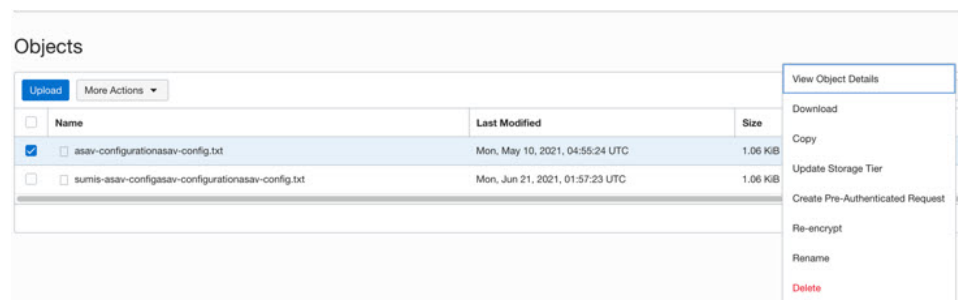 Objects
Upload More Actions
Name Last Modified Size
asav-configurationasav-config.txt Mon, May 10, 2021, 04:55:24 UTC 1.06 KiB
sumis-asav-configasav-configurationasav-config.txt Mon, Jun 21, 2021, 01:57:23 UTC 1.06 KiB
View Object Details
Download
Copy
Update Storage Tier
Create Pre-Authenticated Request
Re-encrypt
Rename
Delete